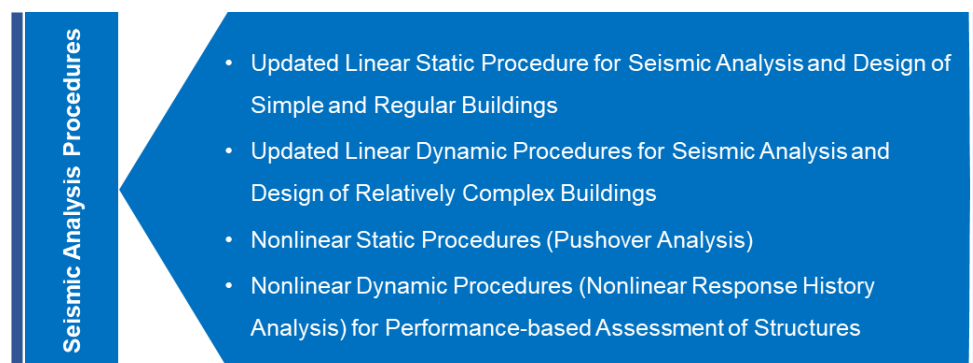 Seismic Analysis Procedures
• Updated Linear Static Procedure for Seismic Analysis and Design of
Simple and Regular Buildings
• Updated Linear Dynamic Procedures for Seismic Analysis and
Design of Relatively Complex Buildings
• Nonlinear Static Procedures (Pushover Analysis)
• Nonlinear Dynamic Procedures (Nonlinear Response History
Analysis) for Performance-based Assessment of Structures